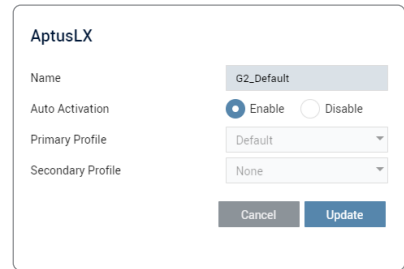 AptusLX
Name G2_Default
Auto Activation Enable Disable
Primary Profile Default
Secondary Profile None
Cancel Update